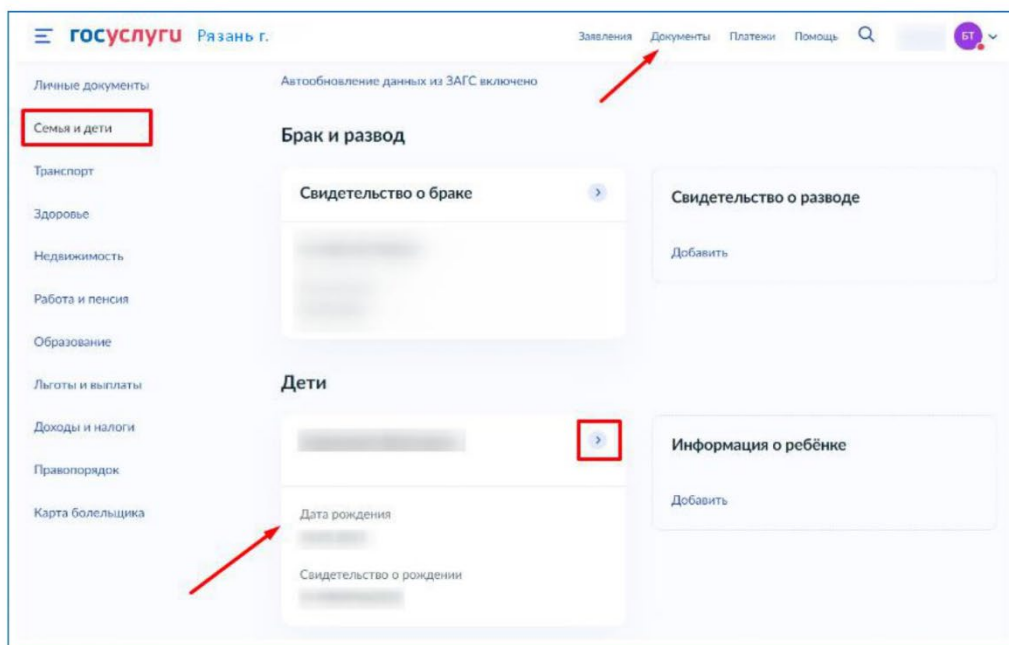 госуслуги Рязань г.
Заявления Документы Платежи Помощь БТ
Личные документы
Семья и дети
Транспорт
Здоровье
Недвижимость
Работа и пенсия
Образование
Льготы и выплаты
Доходы и налоги
Правопорядок
Карта болельщика
Автообновление данных из ЗАГС включено
Брак и развод
Свидетельство о браке
Свидетельство о разводе
Добавить
Дети
Дата рождения
Свидетельство о рождении
Информация о ребёнке
Добавить